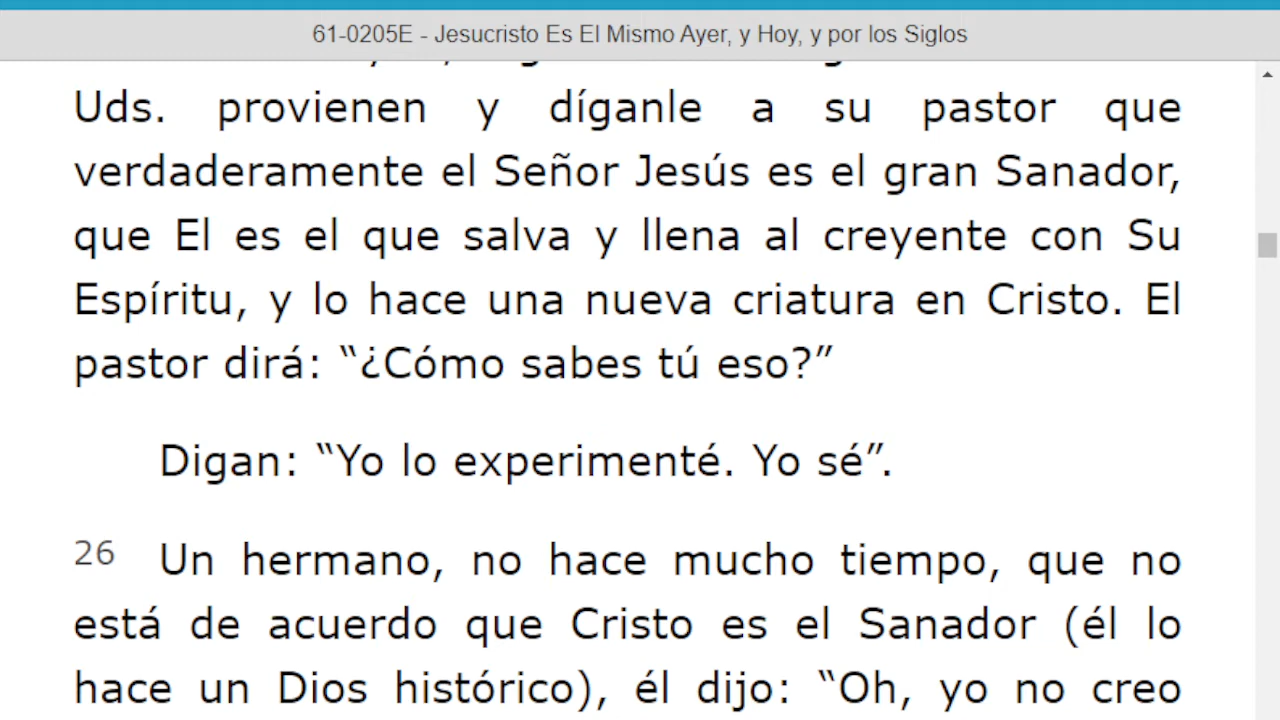 61-0205E - Jesucristo Es El Mismo Ayer, y Hoy, y por los Siglos
Uds. provienen y díganle a su pastor que
verdaderamente el Señor Jesús es el gran Sanador,
que El es el que salva y llena al creyente con Su
Espíritu, y lo hace una nueva criatura en Cristo. El
pastor dirá: “¿Cómo sabes tú eso?”
Digan: “Yo lo experimenté. Yo sé”.
26 Un hermano, no hace mucho tiempo, que no
está de acuerdo que Cristo es el Sanador (él lo
hace un Dios histórico), él dijo: “Oh, yo no creo